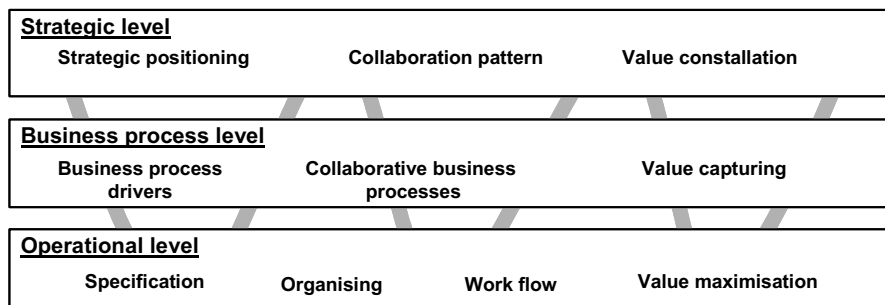 Strategic level
Strategic positioning Collaboration pattern Value constallation
Business process level
Business process drivers Collaborative business processes Value capturing
Operational level
Specification Organising Work flow Value maximisation